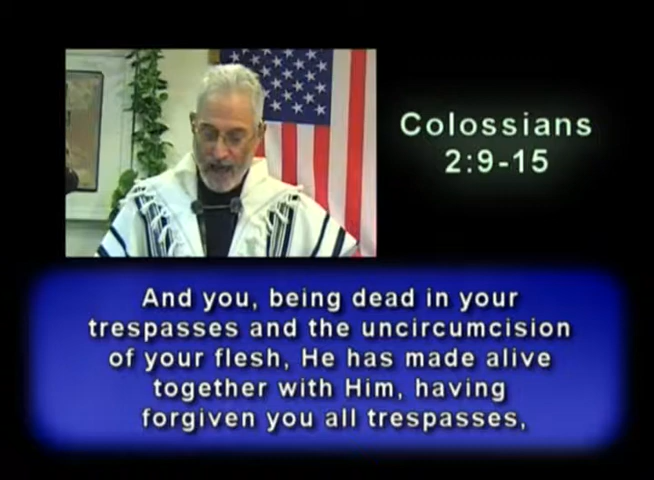 Colossians
2:9-15
And you, being dead in your
trespasses and the uncircumcision
of your flesh, He has made alive
together with Him, having
forgiven you all trespasses,